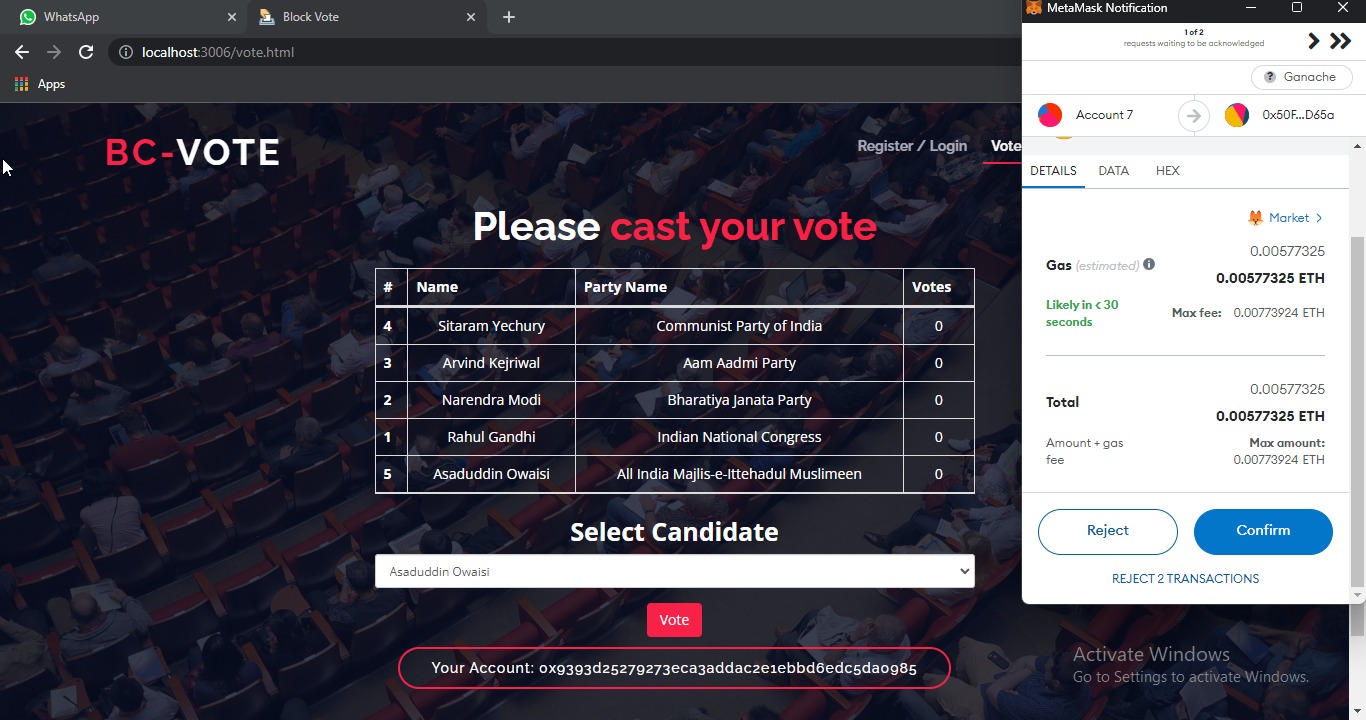 WhatsApp
Block Vote
localhost:3006/vote.html
Apps
BC-VOTE
Register / Login
Vote
Please cast your vote
# Name Party Name Votes
4 Sitaram Yechury Communist Party of India 0
3 Arvind Kejriwal Aam Aadmi Party 0
2 Narendra Modi Bharatiya Janata Party 0
1 Rahul Gandhi Indian National Congress 0
5 Asaduddin Owaisi All India Majlis-e-Ittehadul Muslimeen 0
Select Candidate
Asaduddin Owaisi
Vote
Your Account: 0x9393d25279273eca3addac2e1ebbd6edc5da0985
MetaMask Notification
1 of 2
requests waiting to be acknowledged
? Ganache
Account 7
0x50F...D65a
DETAILS DATA HEX
Market >
0.00577325
Gas (estimated)
0.00577325 ETH
Likely in < 30
seconds
Max fee: 0.00773924 ETH
0.00577325
Total
0.00577325 ETH
Amount + gas
fee
Max amount:
0.00773924 ETH
Reject
Confirm
REJECT 2 TRANSACTIONS
Activate Windows
Go to Settings to activate Windows.